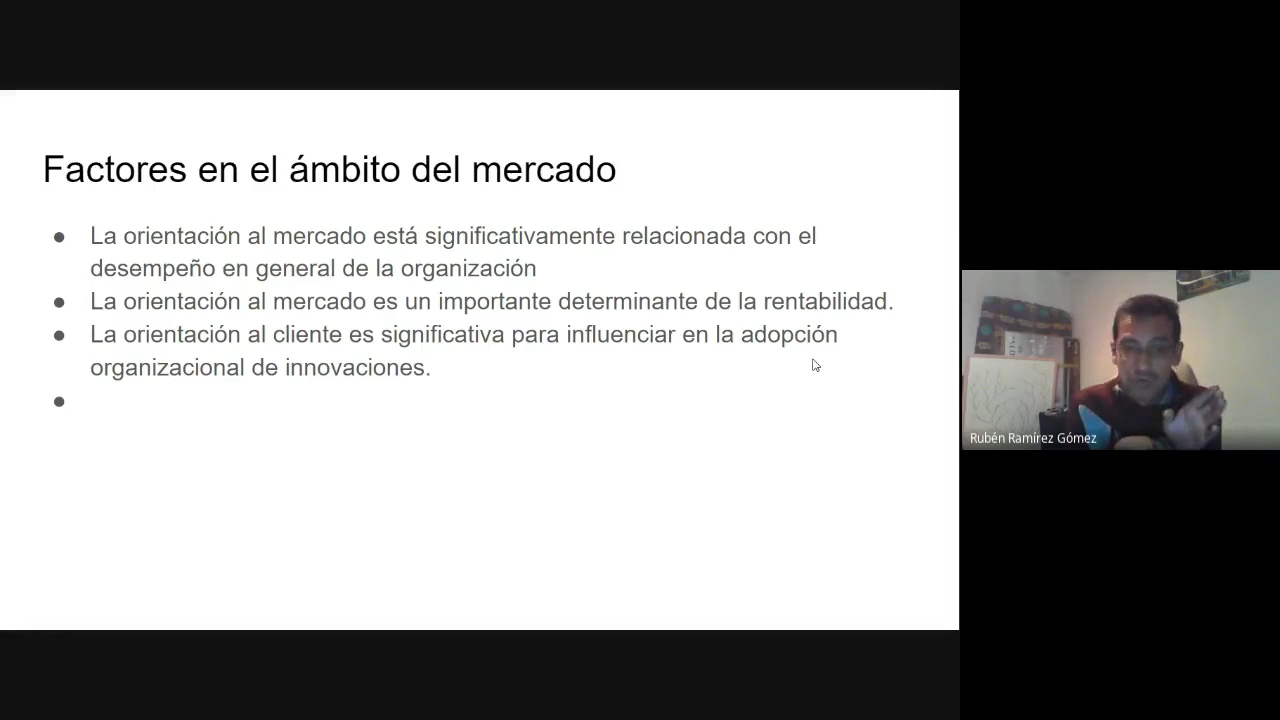 Factores en el ámbito del mercado
● La orientación al mercado está significativamente relacionada con el
desempeño en general de la organización
● La orientación al mercado es un importante determinante de la rentabilidad.
● La orientación al cliente es significativa para influenciar en la adopción
organizacional de innovaciones.
●
Rubén Ramírez Gómez